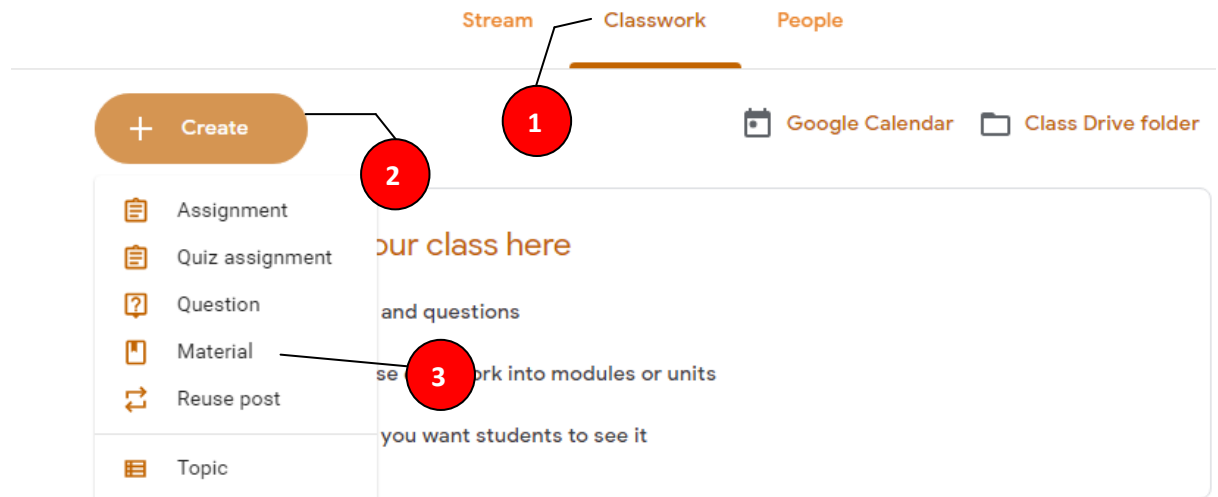 Stream Classwork People
1
+ Create
Google Calendar Class Drive folder
2
Assignment
our class here
Quiz assignment
Question
and questions
Material
3
se ork into modules or units
Reuse post
you want students to see it
Topic